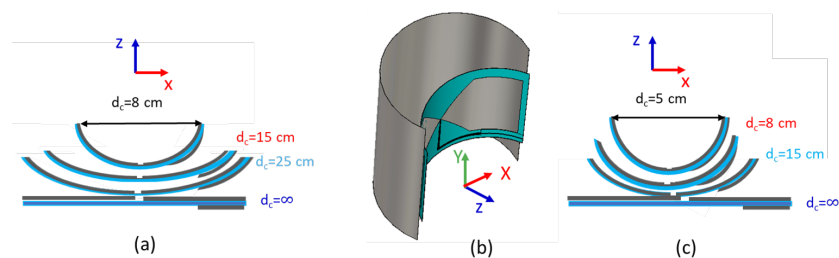 Z
X
d_c=8 cm
d_c=15 cm
d_c=25 cm
d_c=∞
(a)
Y
X
Z
(b)
Z
X
d_c=5 cm
d_c=8 cm
d_c=15 cm
d_c=∞
(c)